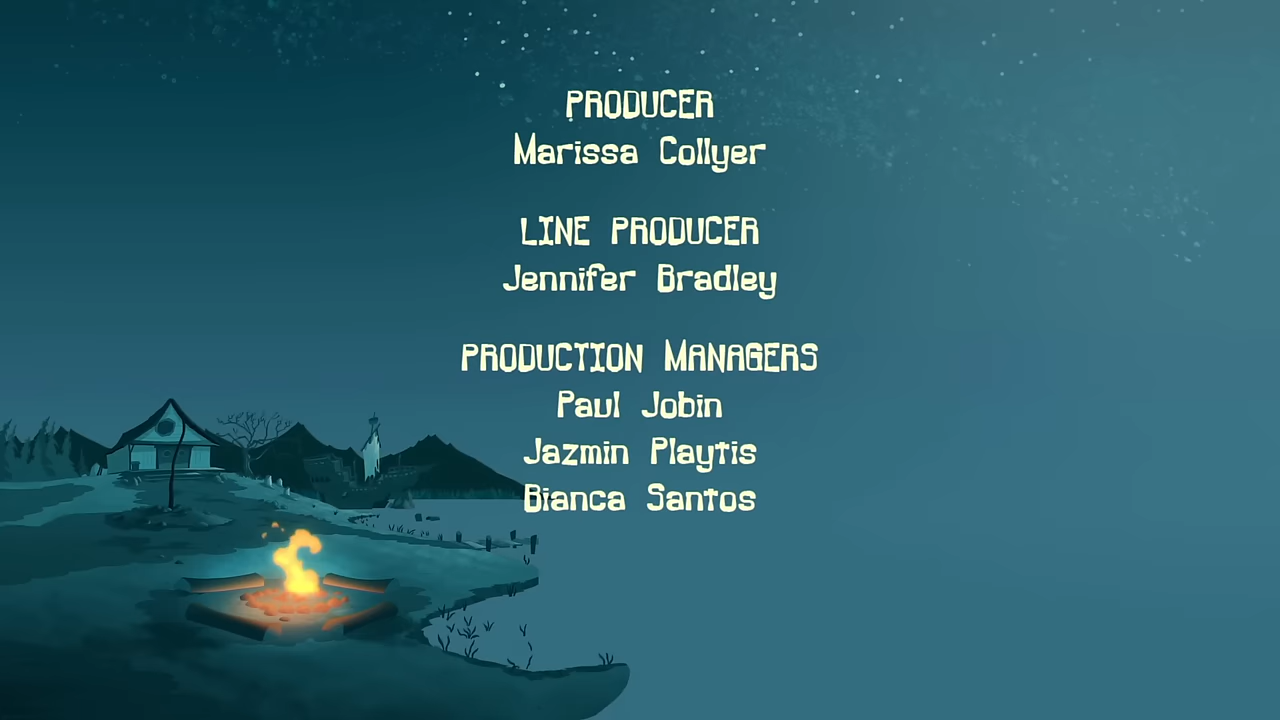 PRODUCER
Marissa Collyer
LINE PRODUCER
Jennifer Bradley
PRODUCTION MANAGERS
Paul Jobin
Jazmin Playtis
Bianca Santos